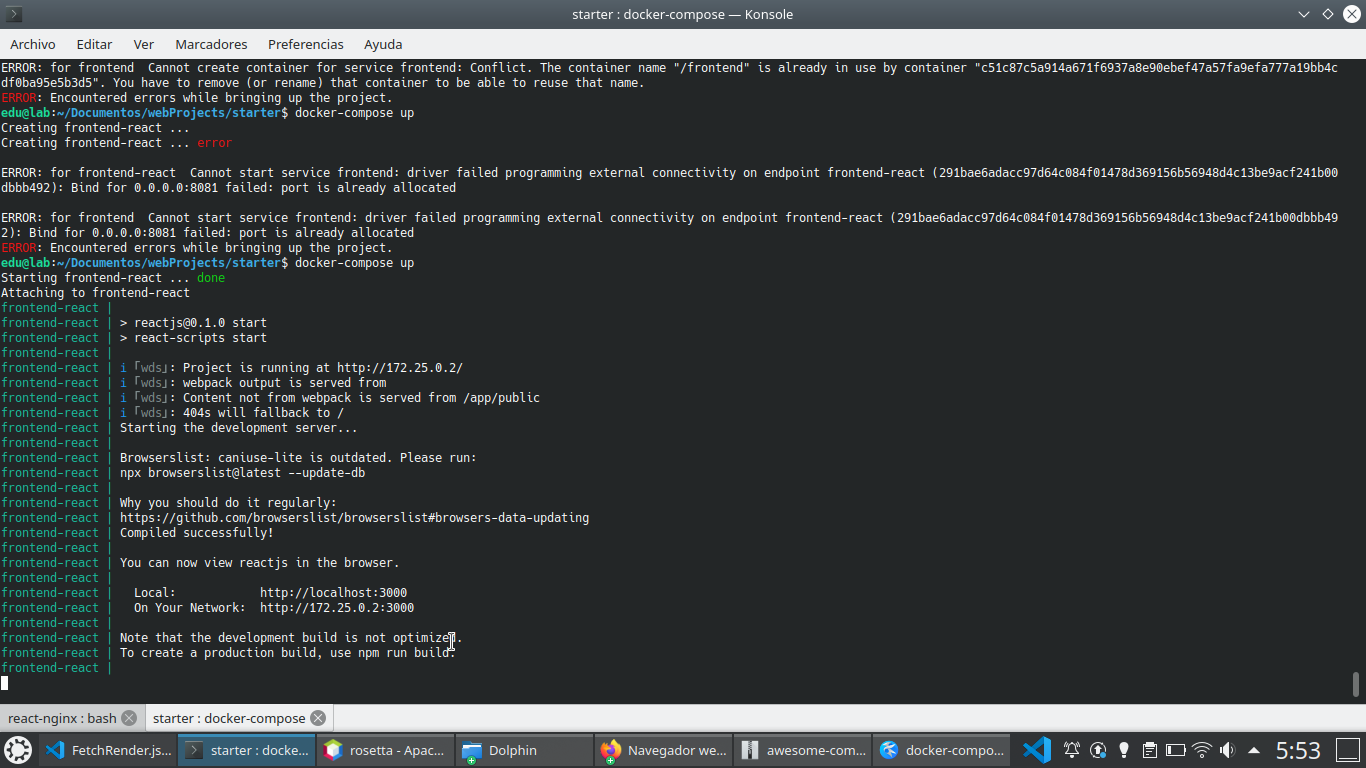 starter : docker-compose — Konsole
Archivo Editar Ver Marcadores Preferencias Ayuda
ERROR: for frontend  Cannot create container for service frontend: Conflict. The container name "/frontend" is already in use by container "c51c87c5a914a671f6937a8e90ebef47a57fa9efa777a19bb4c
df0ba95e5b3d5". You have to remove (or rename) that container to be able to reuse that name.
ERROR: Encountered errors while bringing up the project.
edu@lab:~/Documentos/webProjects/starter$ docker-compose up
Creating frontend-react ...
Creating frontend-react ... error
ERROR: for frontend-react  Cannot start service frontend: driver failed programming external connectivity on endpoint frontend-react (291bae6adacc97d64c084f01478d369156b56948d4c13be9acf241b00
dbbb492): Bind for 0.0.0.0:8081 failed: port is already allocated
ERROR: for frontend  Cannot start service frontend: driver failed programming external connectivity on endpoint frontend-react (291bae6adacc97d64c084f01478d369156b56948d4c13be9acf241b00dbbb49
2): Bind for 0.0.0.0:8081 failed: port is already allocated
ERROR: Encountered errors while bringing up the project.
edu@lab:~/Documentos/webProjects/starter$ docker-compose up
Starting frontend-react ... done
Attaching to frontend-react
frontend-react |
frontend-react | > reactjs@0.1.0 start
frontend-react | > react-scripts start
frontend-react |
frontend-react | i ｢wds｣: Project is running at http://172.25.0.2/
frontend-react | i ｢wds｣: webpack output is served from
frontend-react | i ｢wds｣: Content not from webpack is served from /app/public
frontend-react | i ｢wds｣: 404s will fallback to /
frontend-react | Starting the development server...
frontend-react |
frontend-react | Browserslist: caniuse-lite is outdated. Please run:
frontend-react | npx browserslist@latest --update-db
frontend-react |
frontend-react | Why you should do it regularly:
frontend-react | https://github.com/browserslist/browserslist#browsers-data-updating
frontend-react | Compiled successfully!
frontend-react |
frontend-react | You can now view reactjs in the browser.
frontend-react |
frontend-react |   Local:            http://localhost:3000
frontend-react |   On Your Network:  http://172.25.0.2:3000
frontend-react |
frontend-react | Note that the development build is not optimized.
frontend-react | To create a production build, use npm run build.
frontend-react |
react-nginx : bash starter : docker-compose
FetchRender.js... starter : docke... rosetta - Apac... Dolphin Navegador we... awesome-com... docker-compo... 5:53